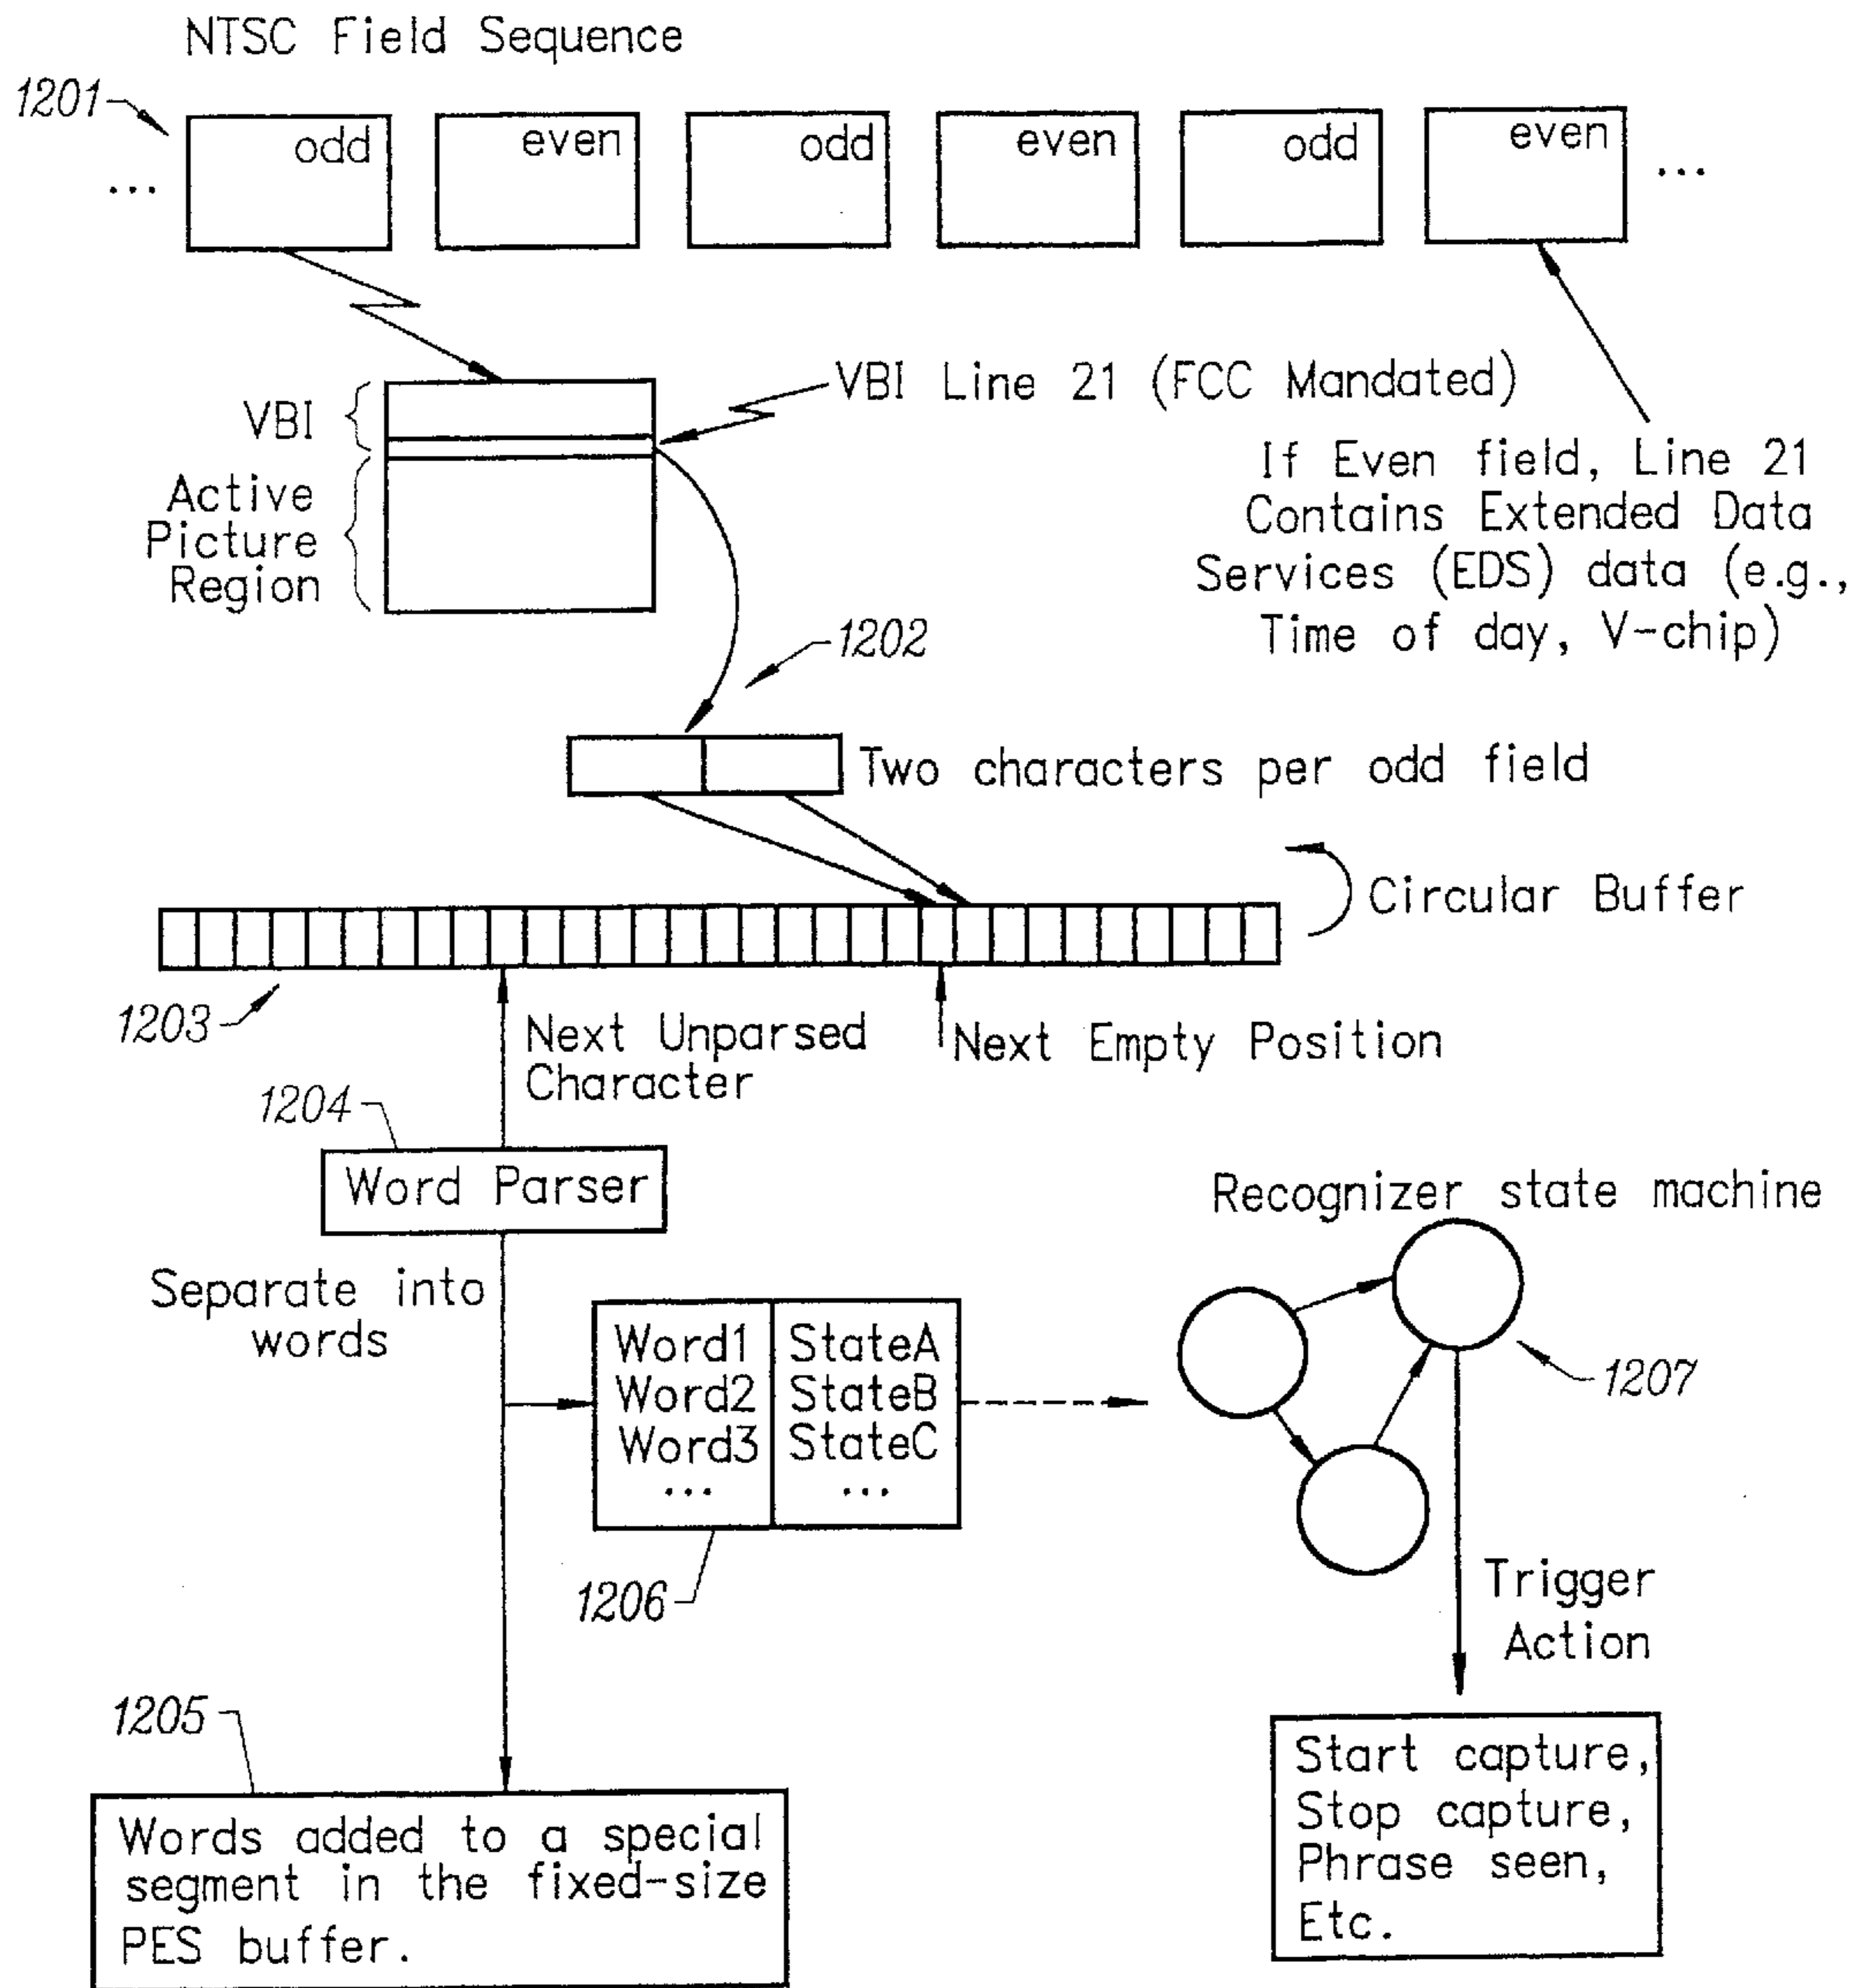 NTSC Field Sequence
1201
... odd even odd even odd even ...
VBI
VBI Line 21 (FCC Mandated)
Active
Picture
Region
If Even field, Line 21
Contains Extended Data
Services (EDS) data (e.g.,
Time of day, V-chip)
1202
Two characters per odd field
Circular Buffer
1203
Next Unparsed
Character
Next Empty Position
1204
Word Parser
Separate into
words
Word1 StateA
Word2 StateB
Word3 StateC
... ...
1206
Recognizer state machine
1207
Trigger
Action
1205
Words added to a special
segment in the fixed-size
PES buffer.
Start capture,
Stop capture,
Phrase seen,
Etc.